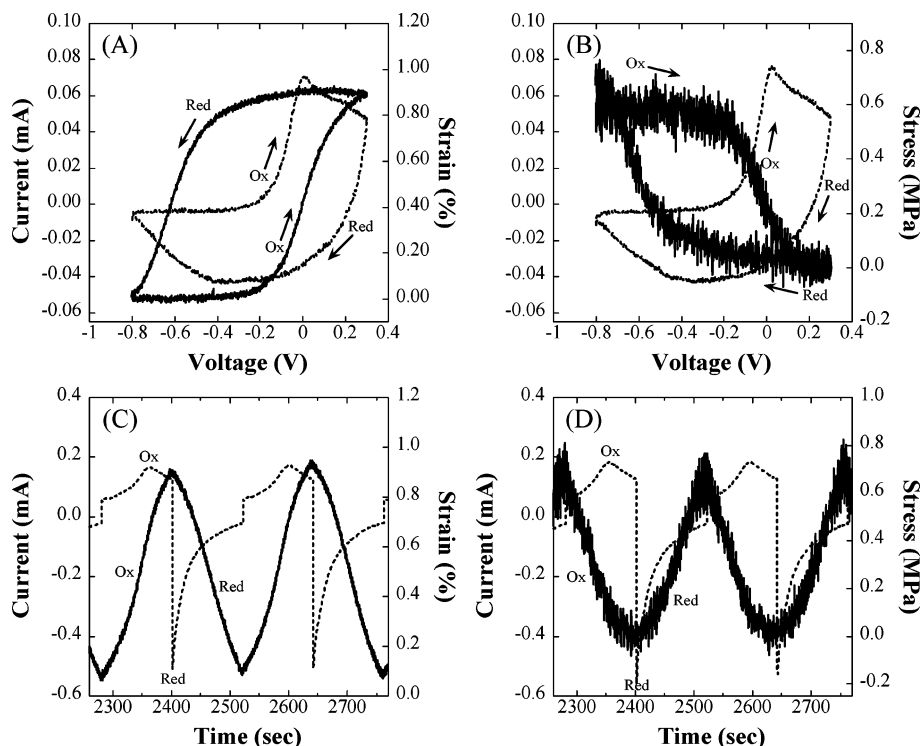 (A)
0.10
0.08
0.06
0.04
0.02
0.00
-0.02
-0.04
-0.06
Current (mA)
1.20
1.00
0.80
0.60
0.40
0.20
0.00
Strain (%)
Red
Ox
Ox
Red
-1 -0.8 -0.6 -0.4 -0.2 0 0.2 0.4
Voltage (V)
(B)
0.10
0.08
0.06
0.04
0.02
0.00
-0.02
-0.04
-0.06
Current (mA)
0.8
0.6
0.4
0.2
0.0
-0.2
Stress (MPa)
Ox
Ox
Red
Red
-1 -0.8 -0.6 -0.4 -0.2 0 0.2 0.4
Voltage (V)
(C)
0.4
0.2
0.0
-0.2
-0.4
-0.6
Current (mA)
1.2
1.0
0.8
0.6
0.4
0.2
0.0
Strain (%)
Ox
Ox
Red
Red
2300 2400 2500 2600 2700
Time (sec)
(D)
0.4
0.2
0.0
-0.2
-0.4
-0.6
Current (mA)
1.0
0.8
0.6
0.4
0.2
0.0
-0.2
Stress (MPa)
Ox
Ox
Red
Red
2300 2400 2500 2600 2700
Time (sec)